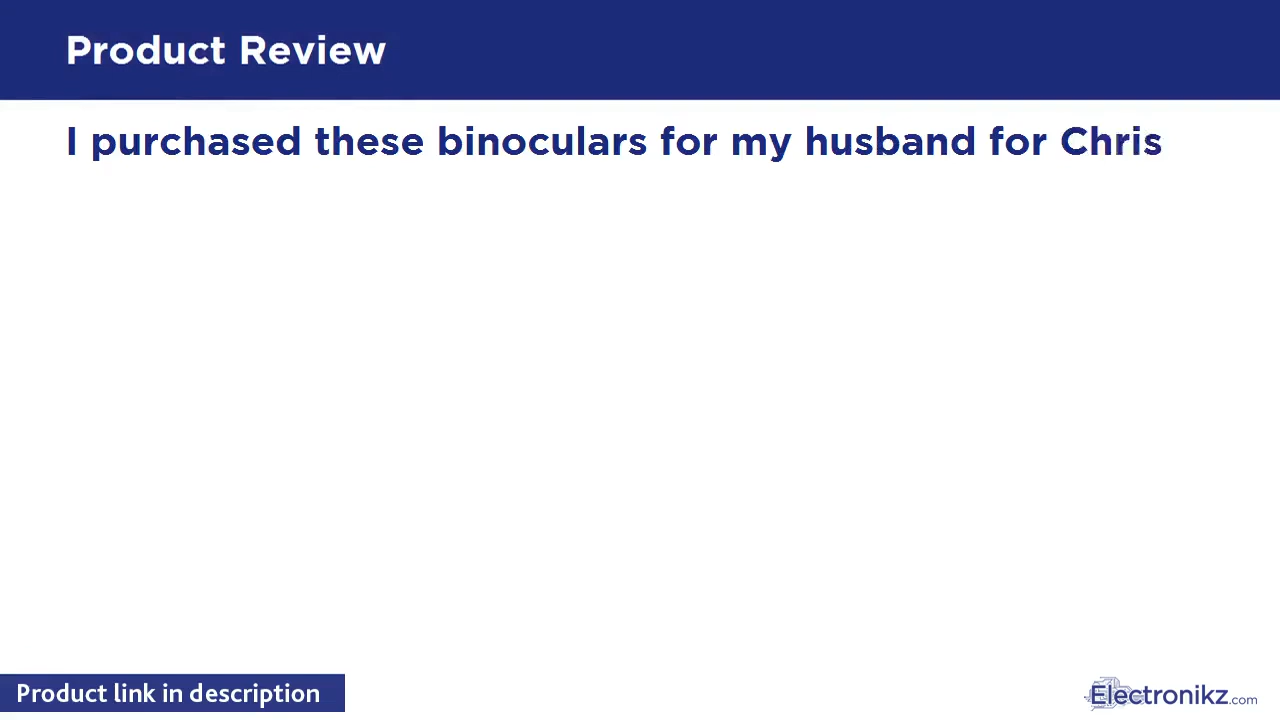 Product Review
I purchased these binoculars for my husband for Chris
Product link in description
Electronikz.com